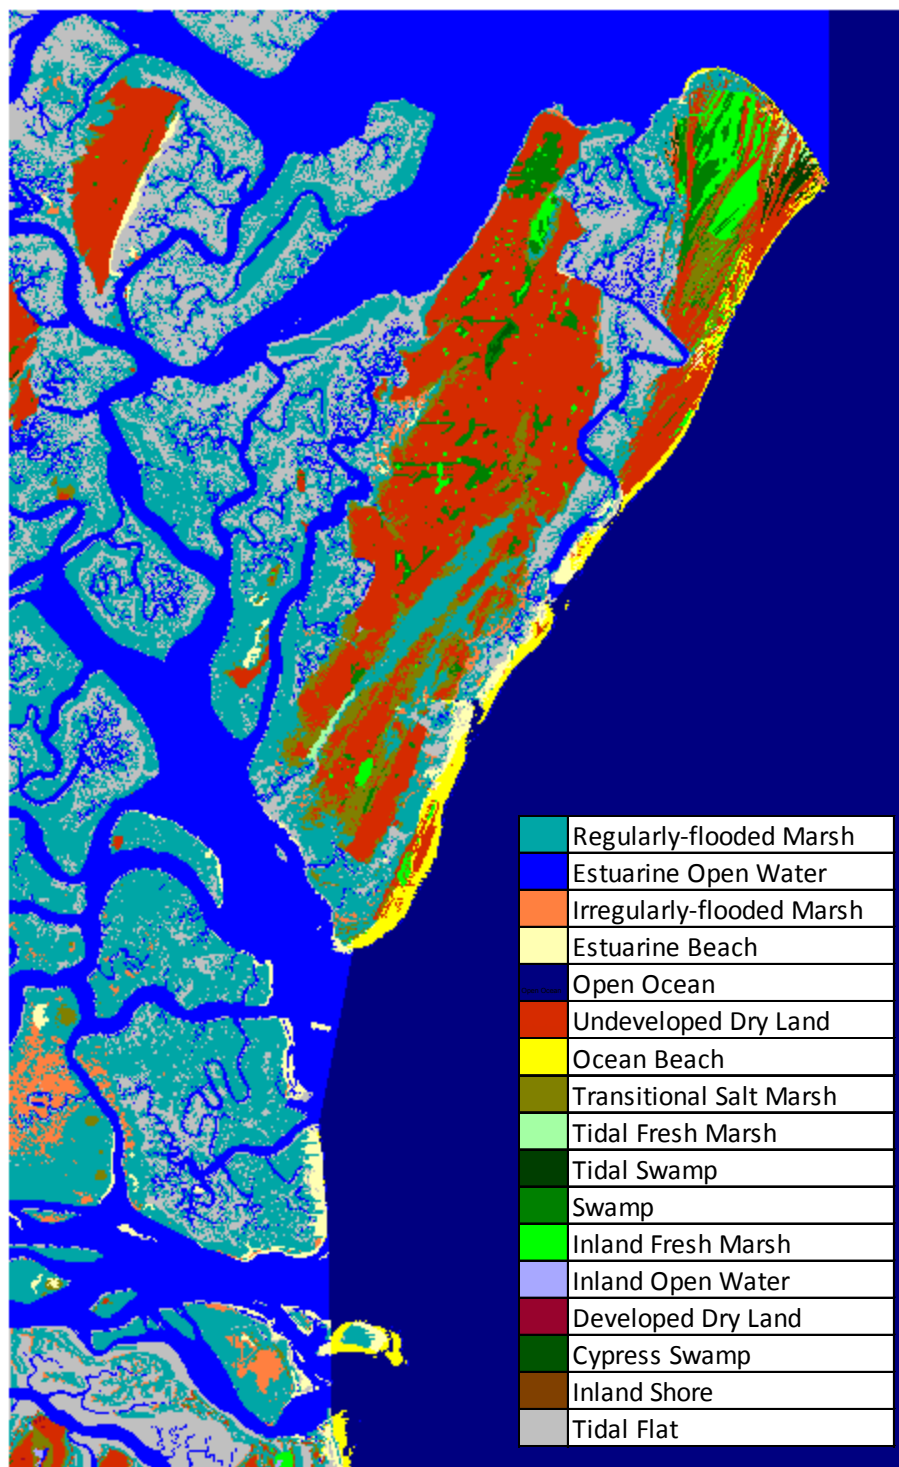 Regularly-flooded Marsh
Estuarine Open Water
Irregularly-flooded Marsh
Estuarine Beach
Open Ocean
Undeveloped Dry Land
Ocean Beach
Transitional Salt Marsh
Tidal Fresh Marsh
Tidal Swamp
Swamp
Inland Fresh Marsh
Inland Open Water
Developed Dry Land
Cypress Swamp
Inland Shore
Tidal Flat